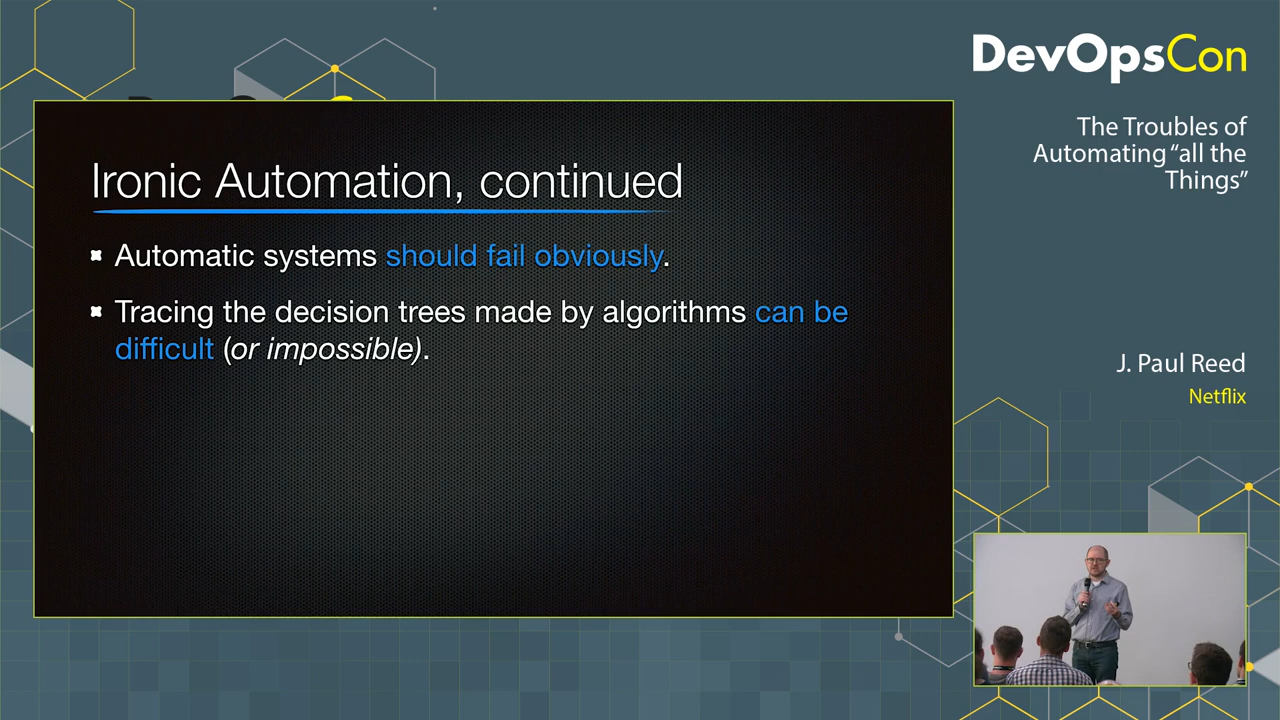 Ironic Automation, continued
Automatic systems should fail obviously.
Tracing the decision trees made by algorithms can be
difficult (or impossible).
DevOpsCon
The Troubles of
Automating “all the
Things”
J. Paul Reed
Netflix